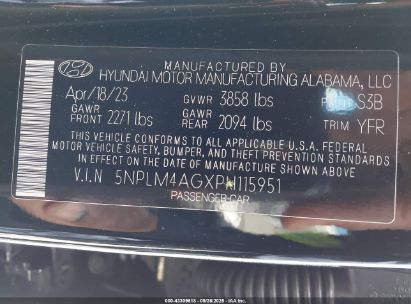 MANUFACTURED BY
HYUNDAI MOTOR MANUFACTURING ALABAMA, LLC
Apr/18/23 GVWR 3858 lbs S3B
GAWR FRONT 2271 lbs GAWR REAR 2094 lbs TRIM YFR
THIS VEHICLE CONFORMS TO ALL APPLICABLE U.S.A FEDERAL
MOTOR VEHICLE SAFETY, BUMPER, AND THEFT PREVENTION STANDARDS
IN EFFECT ON THE DATE OF MANUFACTURE SHOWN ABOVE
V.I.N 5NPLM4AGXPH115951
PASSENGER CAR